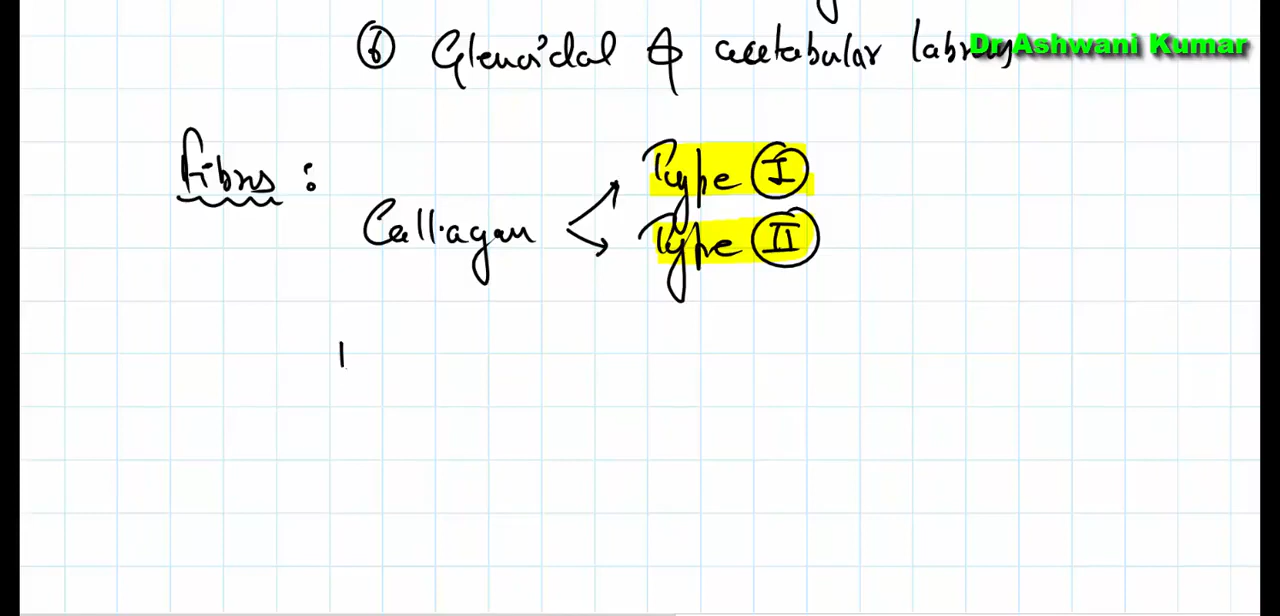 ⑥ Glenoidal & acetabular labrum
Dr Ashwani Kumar
fibres :
Collagen
Type I
Type II